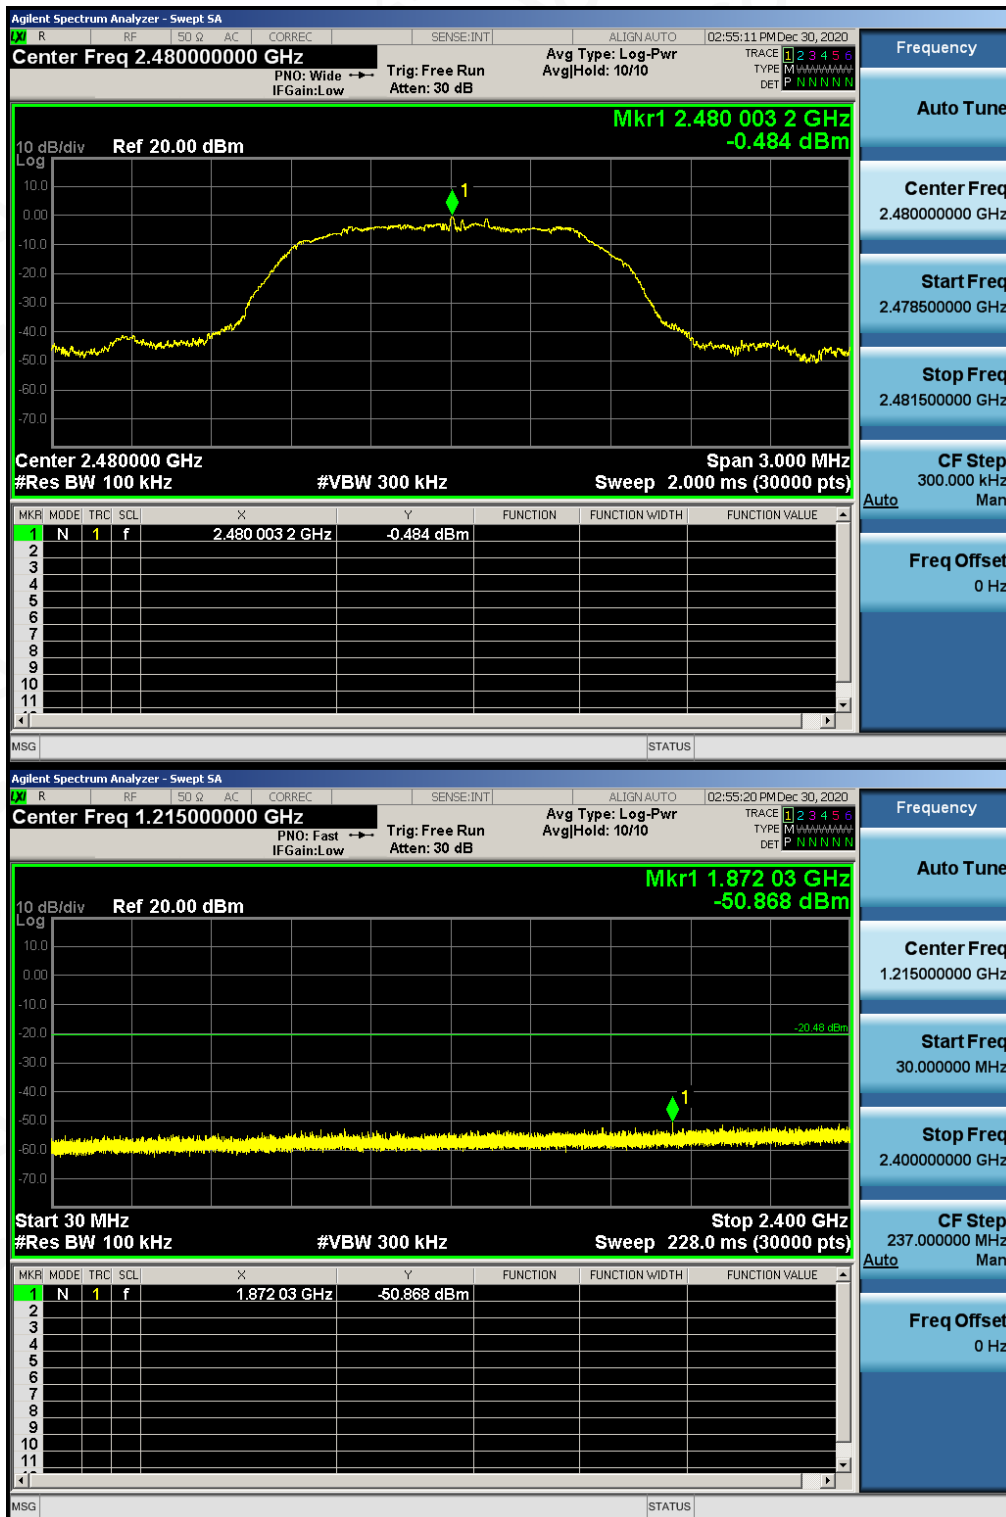 Agilent Spectrum Analyzer - Swept SA
LXI R RF 50 Ω AC CORREC SENSE:INT ALIGN AUTO 02:55:11 PM Dec 30, 2020
Center Freq 2.480000000 GHz
PNO: Wide
IFGain:Low
Trig: Free Run
Atten: 30 dB
Avg Type: Log-Pwr
Avg|Hold: 10/10
TRACE 1 2 3 4 5 6
TYPE M
DET P N N N N N
Mkr1 2.480 003 2 GHz
-0.484 dBm
10 dB/div Ref 20.00 dBm
Log
10.0
0.00
-10.0
-20.0
-30.0
-40.0
-50.0
-60.0
-70.0
1
Center 2.480000 GHz Span 3.000 MHz
#Res BW 100 kHz #VBW 300 kHz Sweep 2.000 ms (30000 pts)
MKR MODE TRC SCL X Y FUNCTION FUNCTION WIDTH FUNCTION VALUE
1 N 1 f 2.480 003 2 GHz -0.484 dBm
2
3
4
5
6
7
8
9
10
11
MSG STATUS
Frequency
Auto Tune
Center Freq
2.480000000 GHz
Start Freq
2.478500000 GHz
Stop Freq
2.481500000 GHz
CF Step
300.000 kHz
Auto Man
Freq Offset
0 Hz
Agilent Spectrum Analyzer - Swept SA
LXI R RF 50 Ω AC CORREC SENSE:INT ALIGN AUTO 02:55:20 PM Dec 30, 2020
Center Freq 1.215000000 GHz
PNO: Fast
IFGain:Low
Trig: Free Run
Atten: 30 dB
Avg Type: Log-Pwr
Avg|Hold: 10/10
TRACE 1 2 3 4 5 6
TYPE M
DET P N N N N N
Mkr1 1.872 03 GHz
-50.868 dBm
10 dB/div Ref 20.00 dBm
Log
10.0
0.00
-10.0
-20.0
-30.0
-40.0
-50.0
-60.0
-70.0
-20.48 dBm
1
Start 30 MHz Stop 2.400 GHz
#Res BW 100 kHz #VBW 300 kHz Sweep 228.0 ms (30000 pts)
MKR MODE TRC SCL X Y FUNCTION FUNCTION WIDTH FUNCTION VALUE
1 N 1 f 1.872 03 GHz -50.868 dBm
2
3
4
5
6
7
8
9
10
11
MSG STATUS
Frequency
Auto Tune
Center Freq
1.215000000 GHz
Start Freq
30.000000 MHz
Stop Freq
2.400000000 GHz
CF Step
237.000000 MHz
Auto Man
Freq Offset
0 Hz